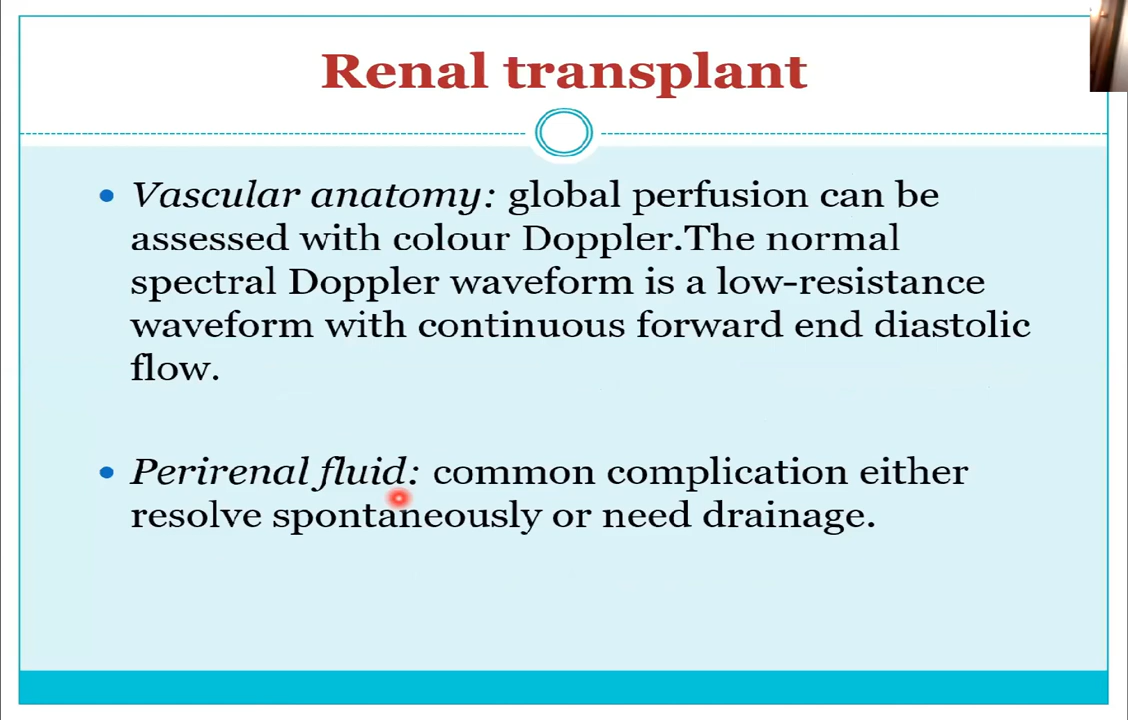 Renal transplant
• Vascular anatomy: global perfusion can be
assessed with colour Doppler.The normal
spectral Doppler waveform is a low-resistance
waveform with continuous forward end diastolic
flow.
• Perirenal fluid: common complication either
resolve spontaneously or need drainage.